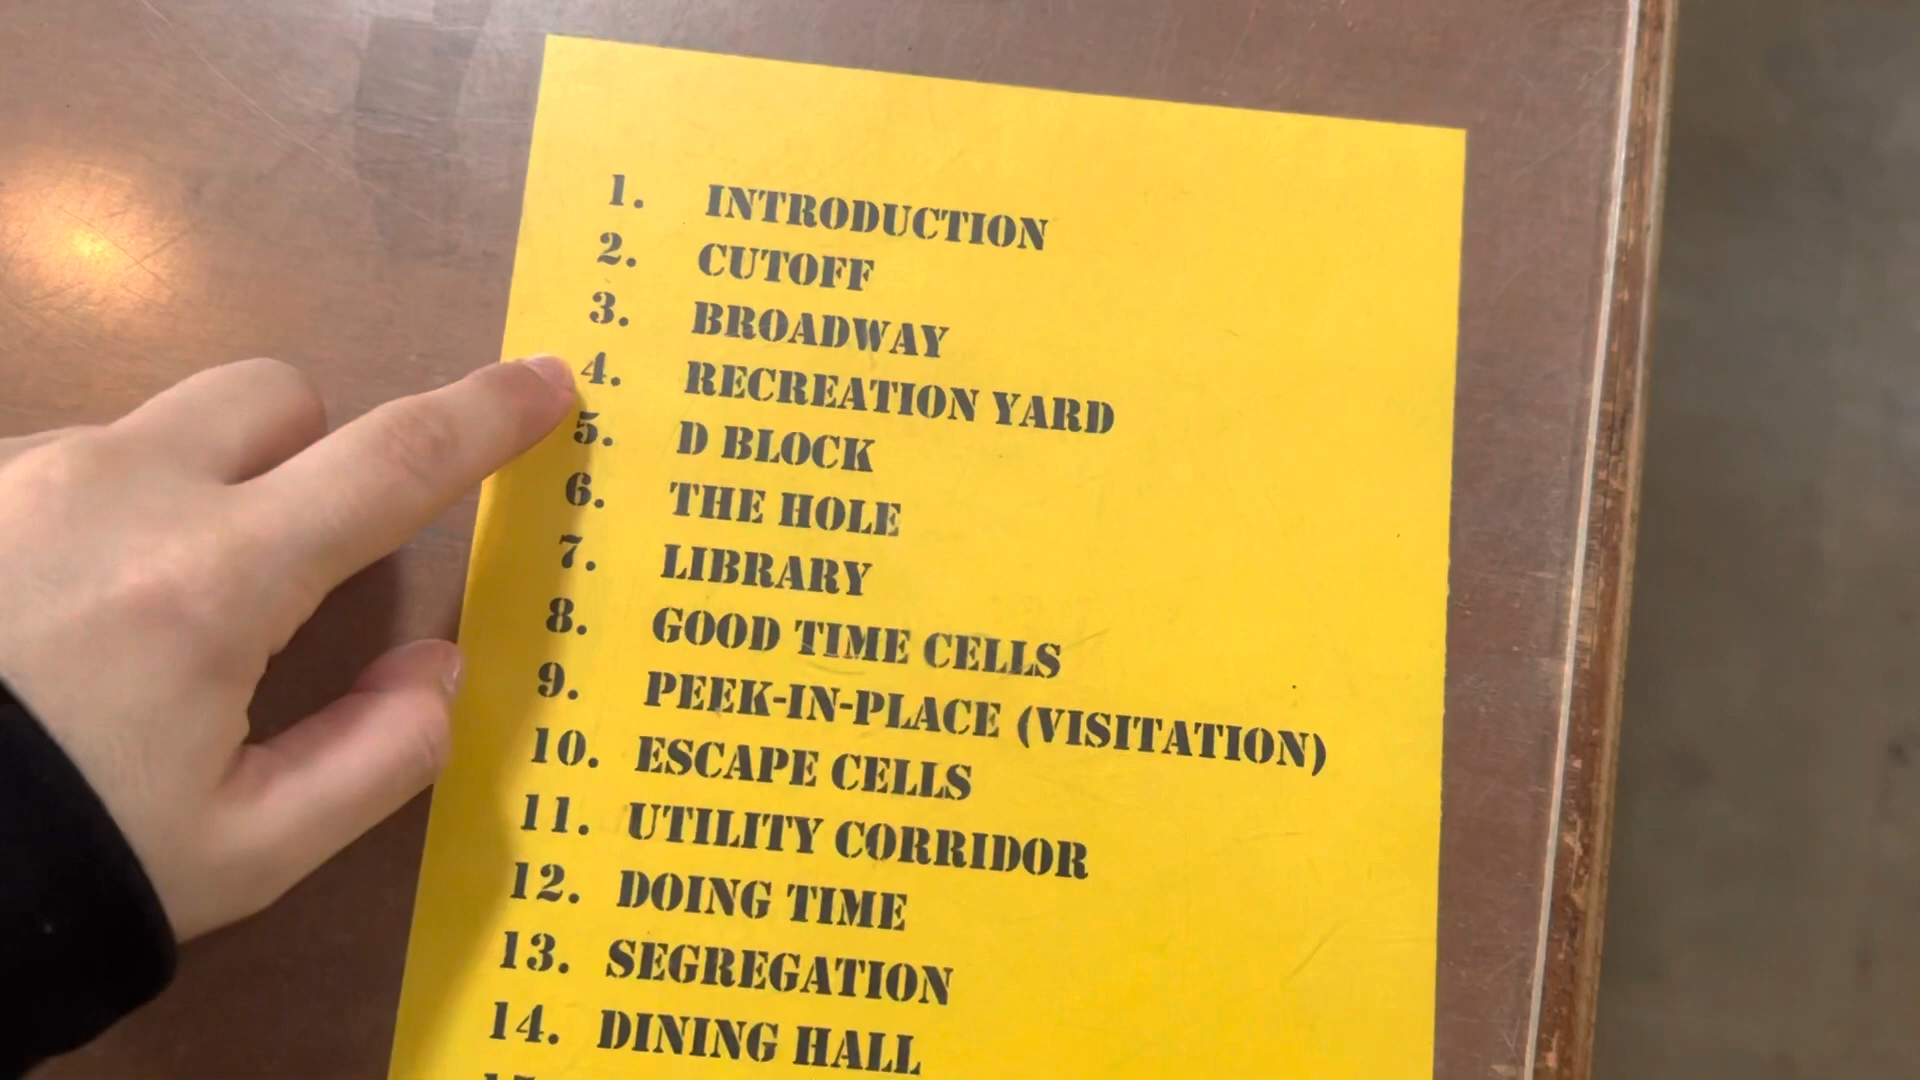 1. INTRODUCTION
2. CUTOFF
3. BROADWAY
4. RECREATION YARD
5. D BLOCK
6. THE HOLE
7. LIBRARY
8. GOOD TIME CELLS
9. PEEK-IN-PLACE (VISITATION)
10. ESCAPE CELLS
11. UTILITY CORRIDOR
12. DOING TIME
13. SEGREGATION
14. DINING HALL